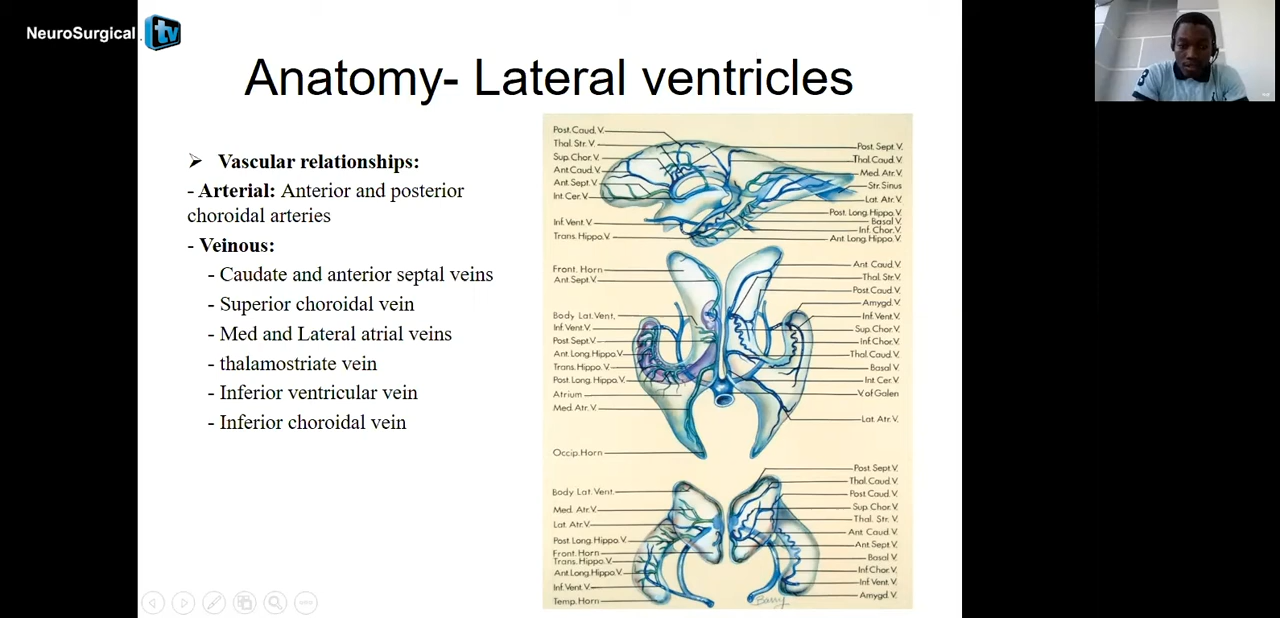 NeuroSurgical tv
Anatomy- Lateral ventricles
➢ Vascular relationships:
- Arterial: Anterior and posterior
choroidal arteries
- Veinous:
- Caudate and anterior septal veins
- Superior choroidal vein
- Med and Lateral atrial veins
- thalamostriate vein
- Inferior ventricular vein
- Inferior choroidal vein
Post. Caud. V.
Thal. Str. V.
Sup. Chor. V.
Ant. Caud. V.
Ant. Sept. V.
Int. Cer. V.
Inf. Vent. V.
Trans. Hippo. V.
Post. Sept. V.
Thal. Caud. V.
Med. Atr. V.
Str. Sinus
Lat. Atr. V.
Post. Long. Hippo. V.
Basal V.
Inf. Chor. V.
Ant. Long. Hippo. V.
Front. Horn
Ant. Sept. V.
Body Lat. Vent.
Inf. Vent. V.
Post. Sept. V.
Ant. Long. Hippo. V.
Trans. Hippo. V.
Post. Long. Hippo. V.
Atrium
Med. Atr. V.
Occip. Horn
Ant. Caud. V.
Thal. Str. V.
Post. Caud. V.
Amygd. V.
Inf. Vent. V.
Sup. Chor. V.
Inf. Chor. V.
Thal. Caud. V.
Basal V.
Int. Cer. V.
V. of Galen
Lat. Atr. V.
Body Lat. Vent.
Med. Atr. V.
Lat. Atr. V.
Post. Long. Hippo. V.
Front. Horn
Trans. Hippo. V.
Ant. Long. Hippo. V.
Inf. Vent. V.
Temp. Horn
Post. Sept. V.
Thal. Caud. V.
Post. Caud. V.
Sup. Chor. V.
Thal. Str. V.
Ant. Caud. V.
Ant. Sept. V.
Basal V.
Inf. Chor. V.
Inf. Vent. V.
Amygd. V.
Barry
3